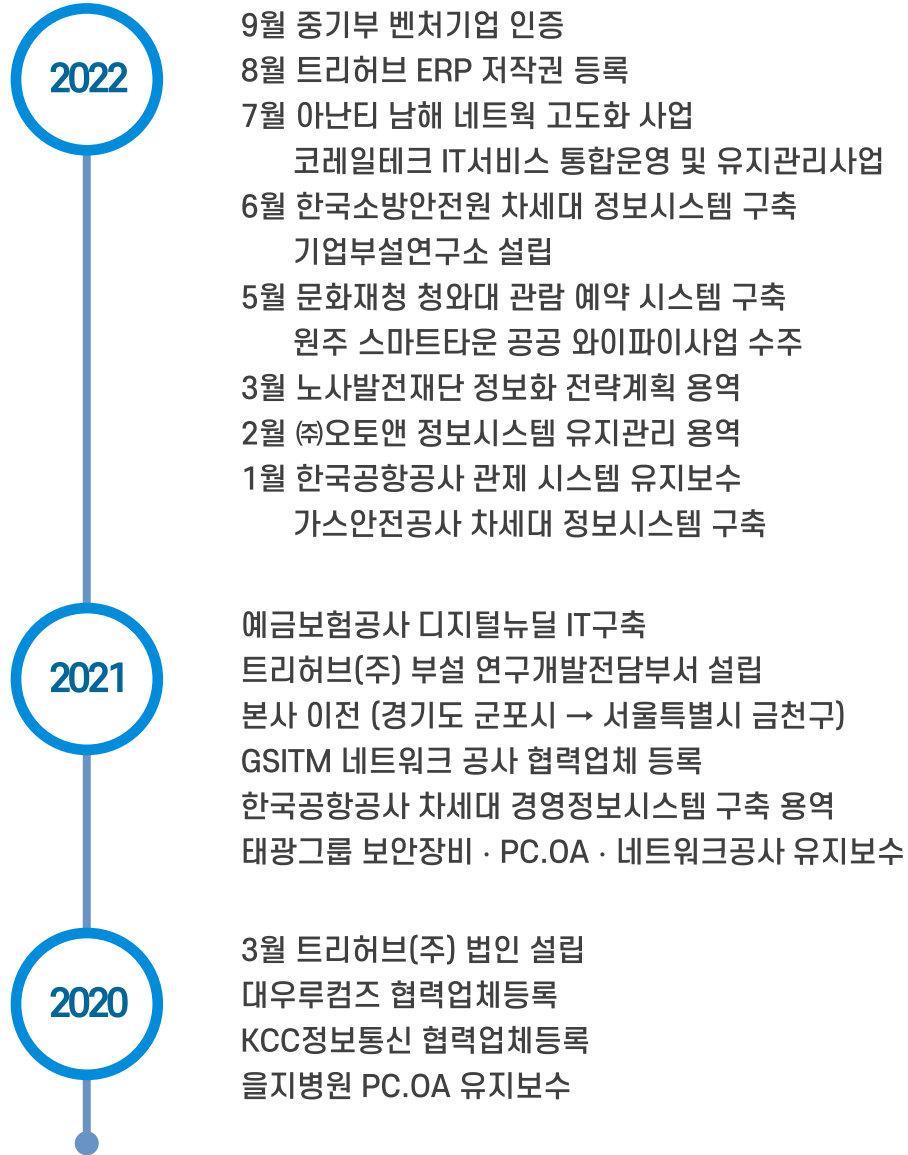 2022
9월 중기부 벤처기업 인증
8월 트리허브 ERP 저작권 등록
7월 아난티 남해 네트웍 고도화 사업
코레일테크 IT서비스 통합운영 및 유지관리사업
6월 한국소방안전원 차세대 정보시스템 구축
기업부설연구소 설립
5월 문화재청 청와대 관람 예약 시스템 구축
원주 스마트타운 공공 와이파이사업 수주
3월 노사발전재단 정보화 전략계획 용역
2월 ㈜오토앤 정보시스템 유지관리 용역
1월 한국공항공사 관제 시스템 유지보수
가스안전공사 차세대 정보시스템 구축
2021
예금보험공사 디지털뉴딜 IT구축
트리허브(주) 부설 연구개발전담부서 설립
본사 이전 (경기도 군포시 → 서울특별시 금천구)
GSITM 네트워크 공사 협력업체 등록
한국공항공사 차세대 경영정보시스템 구축 용역
태광그룹 보안장비 · PC.OA · 네트워크공사 유지보수
2020
3월 트리허브(주) 법인 설립
대우루컴즈 협력업체등록
KCC정보통신 협력업체등록
을지병원 PC.OA 유지보수